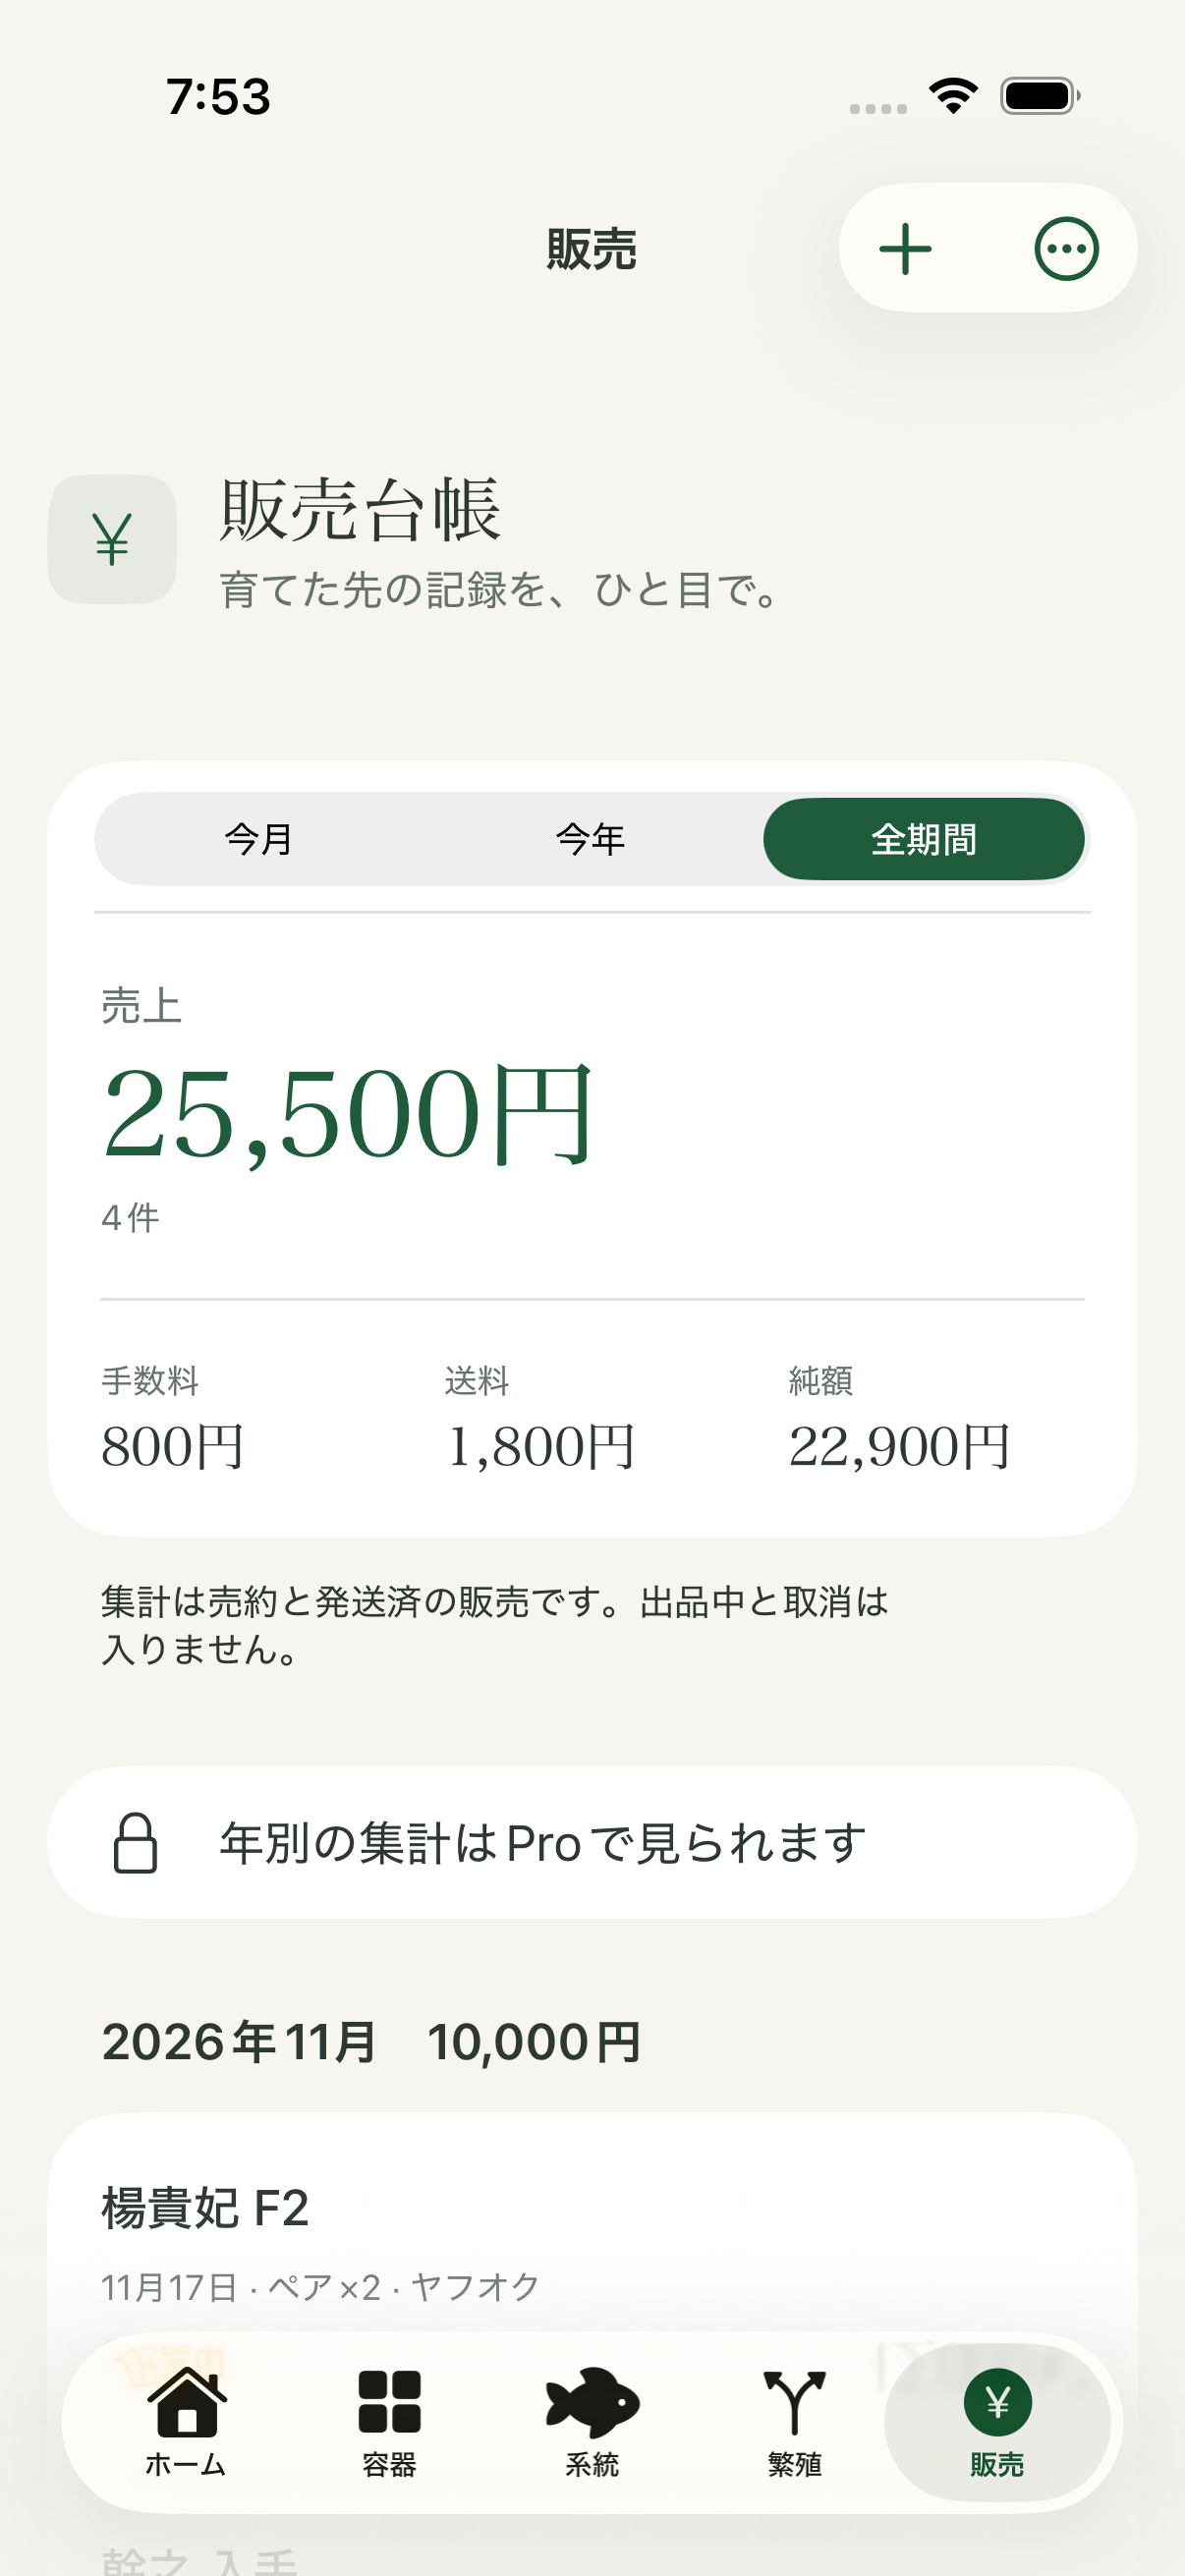 7:53
販売
¥
販売台帳
育てた先の記録を、ひと目で。
今月 今年 全期間
売上
25,500円
4件
手数料 送料 純額
800円 1,800円 22,900円
集計は売約と発送済の販売です。出品中と取消は
入りません。
年別の集計はProで見られます
2026年11月 10,000円
楊貴妃 F2
11月17日 · ペア×2 · ヤフオク
¥
ホーム 容器 系統 繁殖 販売
幹之 入手